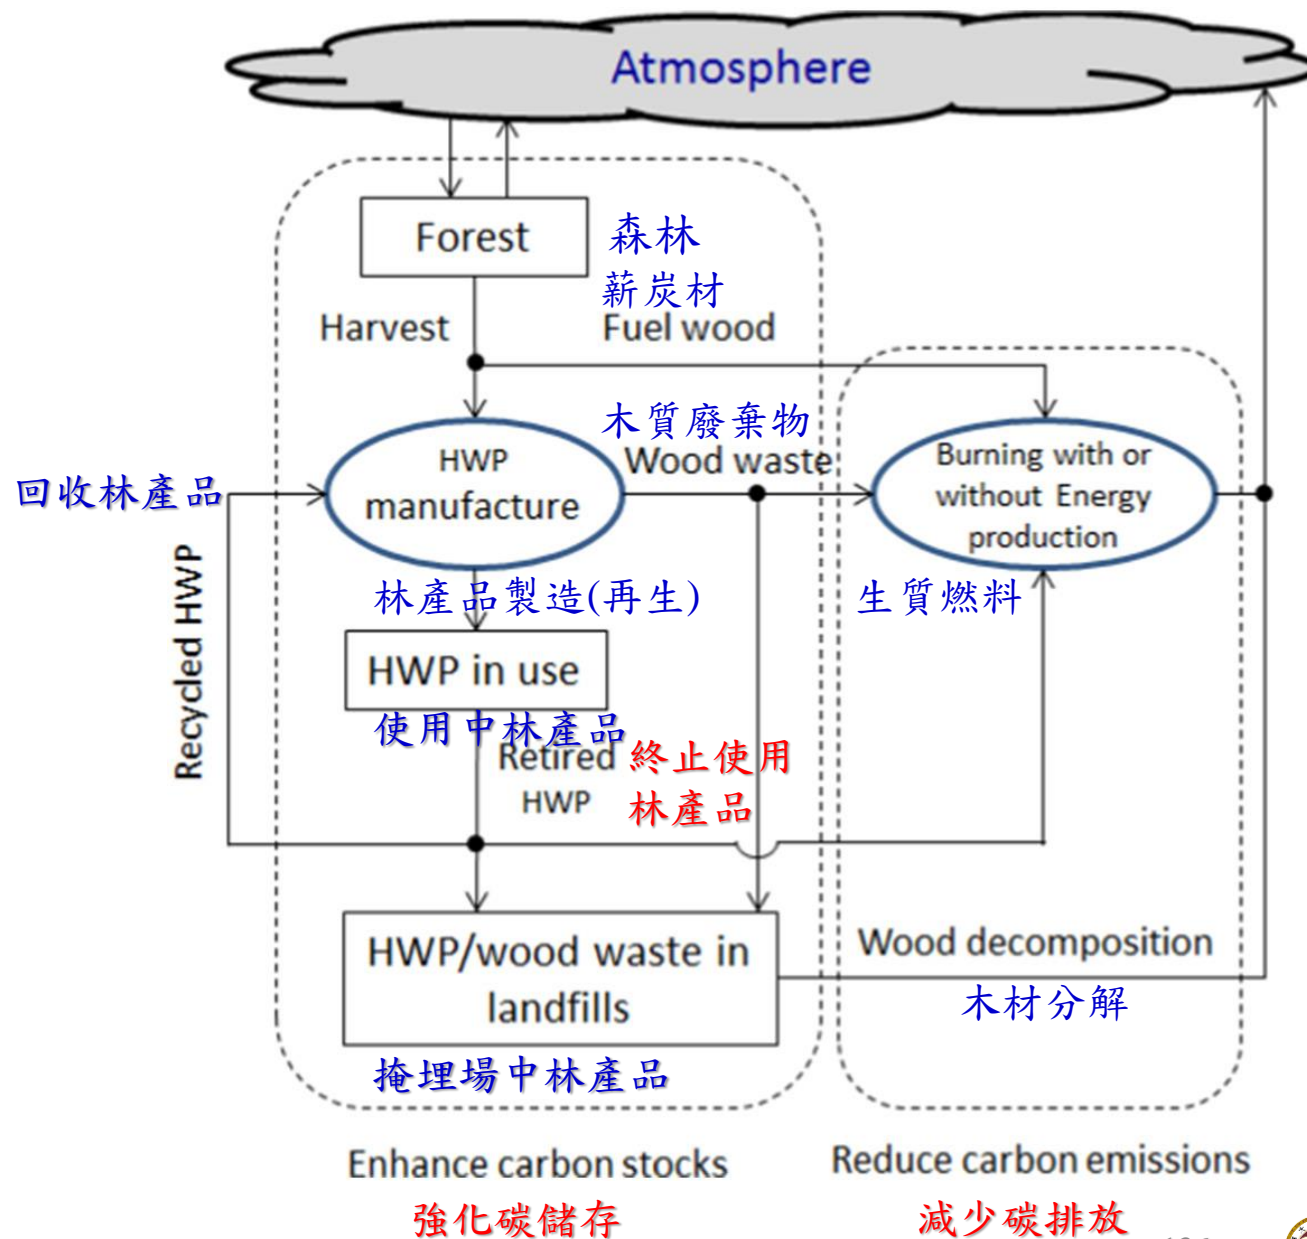 Atmosphere
Forest
森林
薪炭材
Harvest
Fuel wood
木質廢棄物
HWP
manufacture
Wood waste
Burning with or
without Energy
production
回收林產品
Recycled HWP
林產品製造(再生)
生質燃料
HWP in use
使用中林產品
Retired
HWP
終止使用
林產品
HWP/wood waste in
landfills
Wood decomposition
木材分解
掩埋場中林產品
Enhance carbon stocks
強化碳儲存
Reduce carbon emissions
減少碳排放